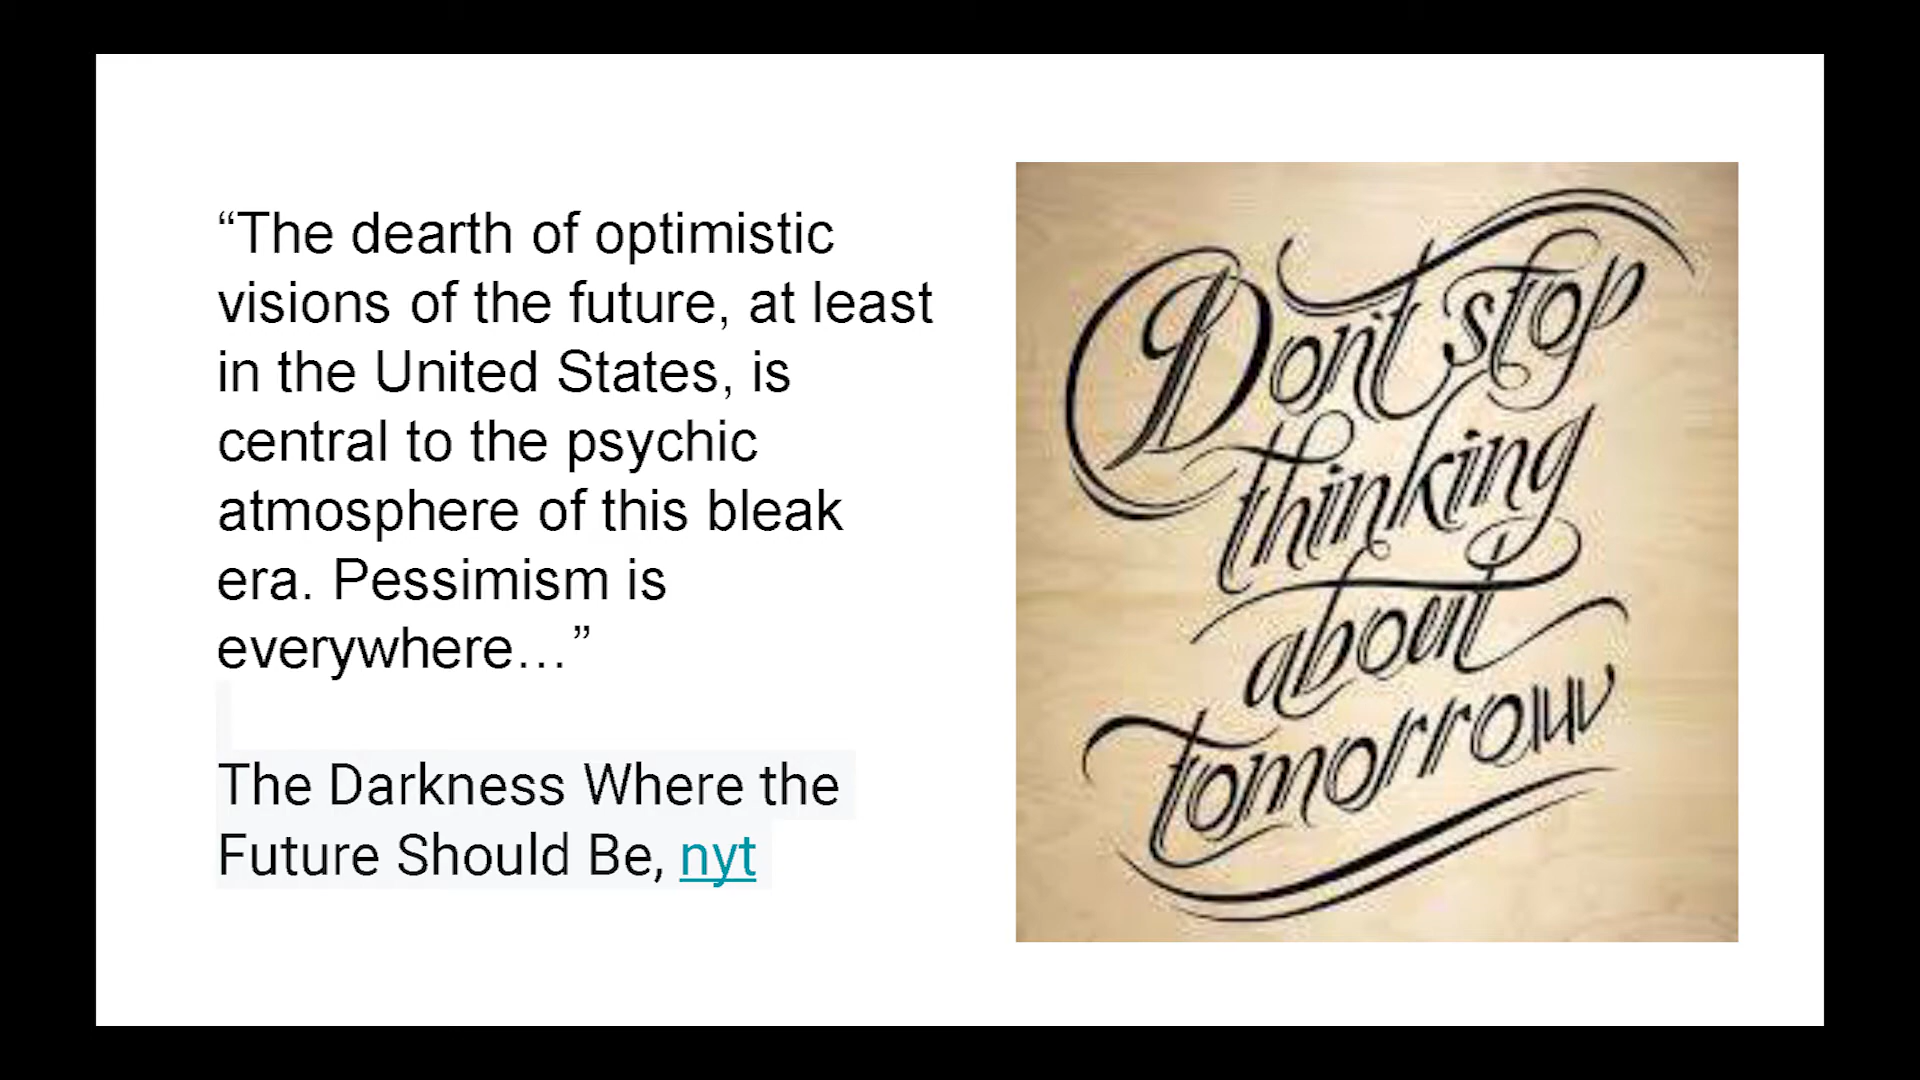 “The dearth of optimistic
visions of the future, at least
in the United States, is
central to the psychic
atmosphere of this bleak
era. Pessimism is
everywhere…”
The Darkness Where the
Future Should Be, nyt
Don't stop
thinking
about
tomorrow